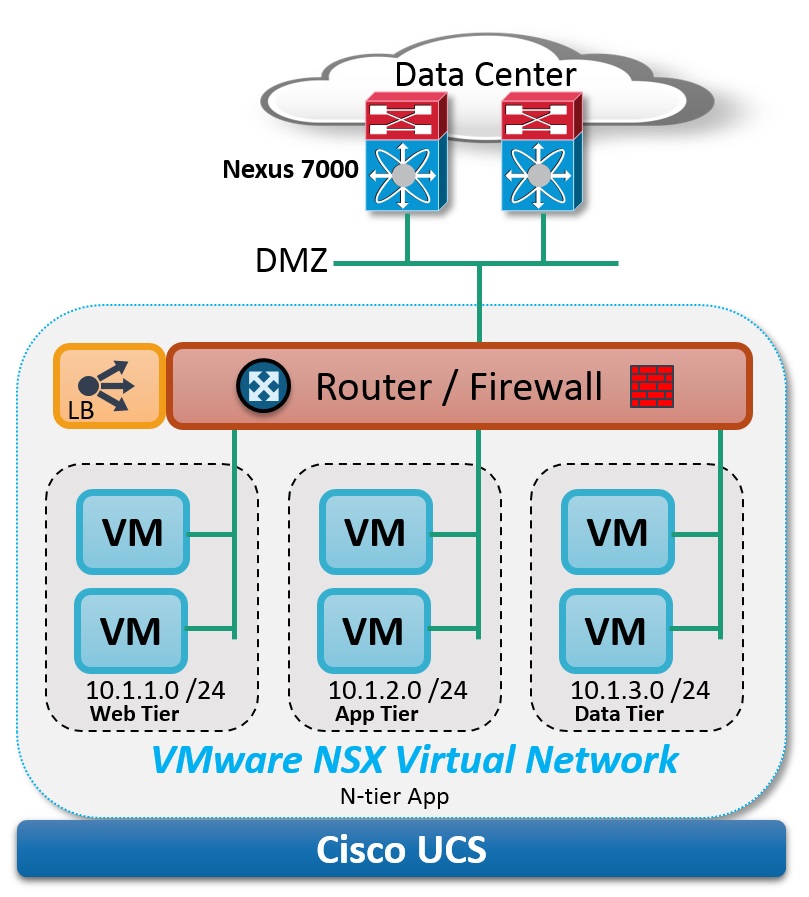 Data Center
Nexus 7000
DMZ
LB
Router / Firewall
VM
VM
VM
VM
VM
VM
10.1.1.0 /24
10.1.2.0 /24
10.1.3.0 /24
Web Tier
App Tier
Data Tier
VMware NSX Virtual Network
N-tier App
Cisco UCS